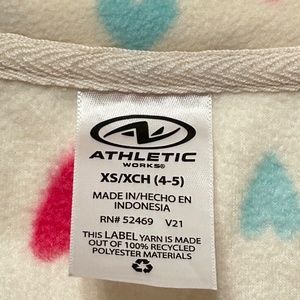 ATHLETIC
WORKS®
XS/XCH (4-5)
MADE IN/HECHO EN
INDONESIA
RN# 52469 V21
THIS LABEL YARN IS MADE
OUT OF 100% RECYCLED
POLYESTER MATERIALS